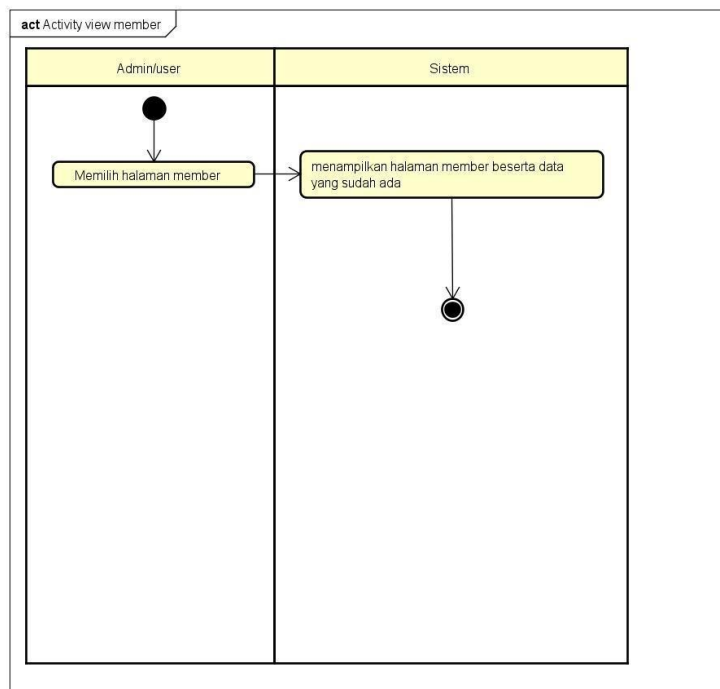 act Activity view member
Admin/user
Sistem
Memilih halaman member
menampilkan halaman member beserta data
yang sudah ada